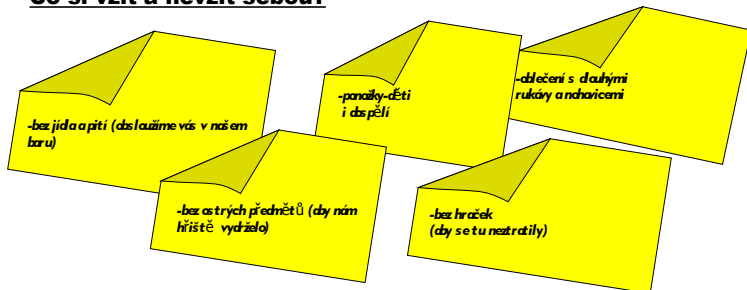 Co si vzít a nevzít sebou?
-bez jídla a pití (obsloužíme vás v našem
baru)
-ponožky-děti
i dospělí
-oblečení s dlouhými
rukávy a nohavicemi
-bez ostrých předmětů (aby nám
hřiště vydrželo)
-bez hraček
(aby se tu neztratily)